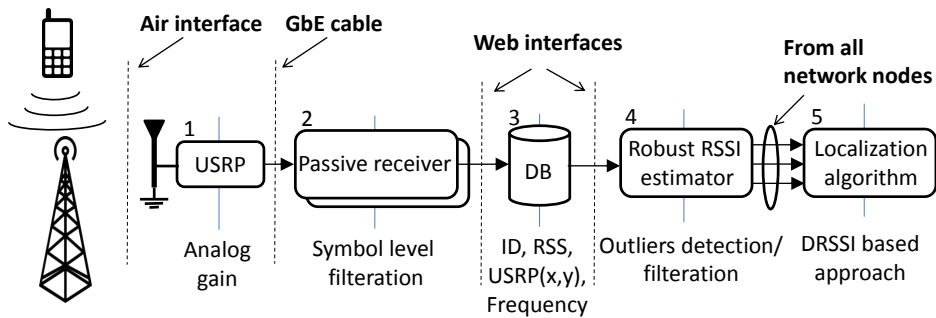 Air interface
GbE cable
Web interfaces
From all
network nodes
1
USRP
2
Passive receiver
3
DB
4
Robust RSSI
estimator
5
Localization
algorithm
Analog
gain
Symbol level
filteration
ID, RSS,
USRP(x,y),
Frequency
Outliers detection/
filteration
DRSSI based
approach